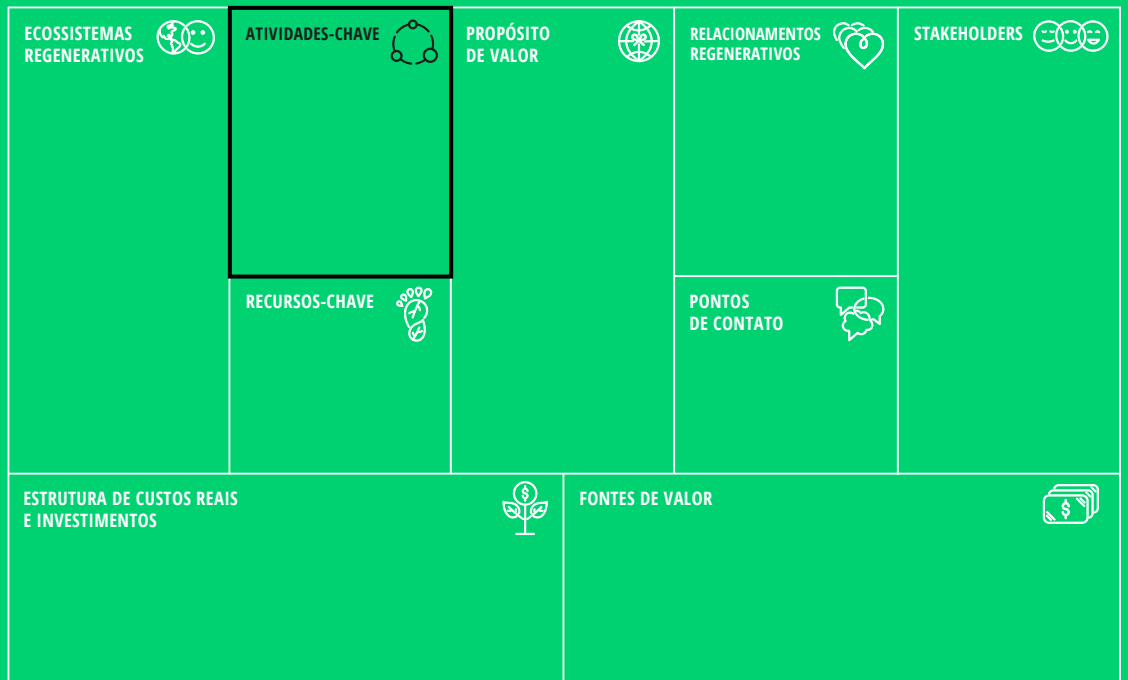 ECOSSISTEMAS
REGENERATIVOS
ATIVIDADES-CHAVE
PROPÓSITO
DE VALOR
RELACIONAMENTOS
REGENERATIVOS
STAKEHOLDERS
RECURSOS-CHAVE
PONTOS
DE CONTATO
ESTRUTURA DE CUSTOS REAIS
E INVESTIMENTOS
$
FONTES DE VALOR
$